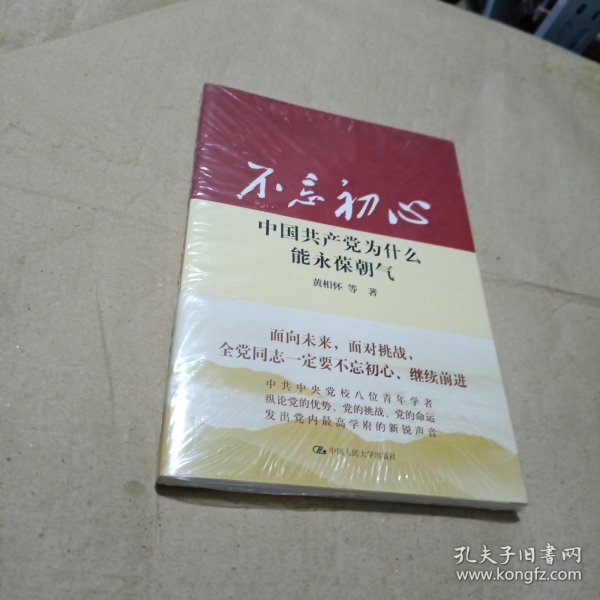 不忘初心
中国共产党为什么
能永葆朝气
黄相怀 等 著
面向未来，面对挑战，
全党同志一定要不忘初心、继续前进
中共中央党校八位青年学者
纵论党的优势、党的挑战、党的命运
发出党内最高学府的新锐声音
中国人民大学出版社
孔夫子旧书网
www.kongfz.com